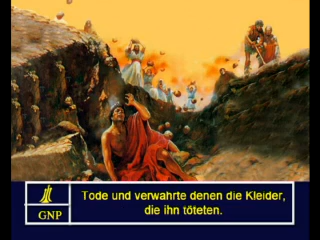 Tode und verwahrte denen die Kleider,
die ihn töteten.
GNP